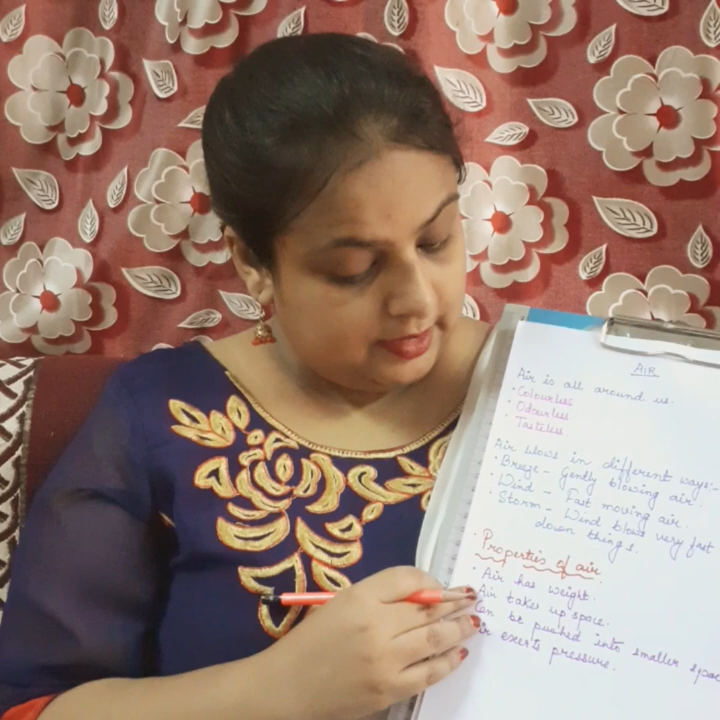 AIR
Air is all around us.
• Colourless
• Odourless
• Tasteless
Air blows in different ways:-
• Breeze - Gently blowing air.
• Wind - Fast moving air.
• Storm - Wind blows very fast
down things.
Properties of air.
• Air has weight.
Air takes up space.
Can be pushed into smaller space
exerts pressure.